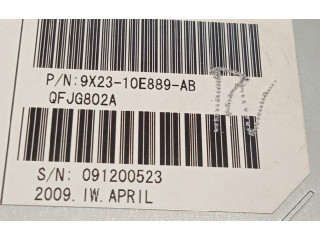 P/N:9X23-10E889-AB
QFJG802A
S/N: 091200523
2009. IW. APRIL